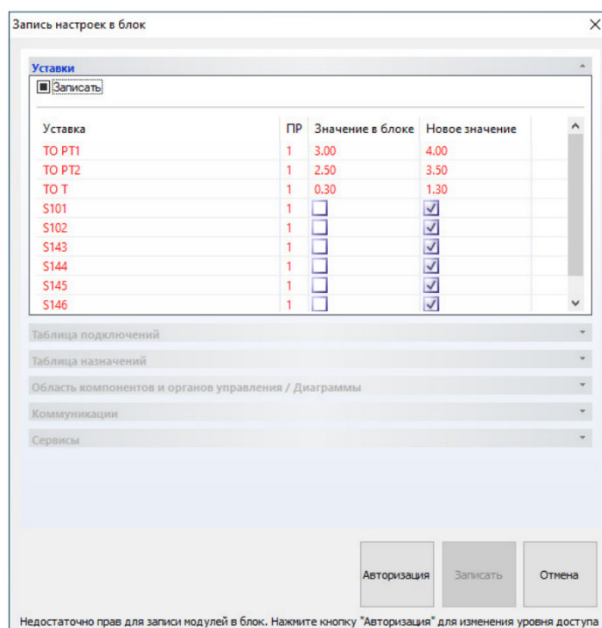 Запись настроек в блок
Уставки
Записать
Уставка ПР Значение в блоке Новое значение
ТО РТ1 1 3.00 4.00
ТО РТ2 1 2.50 3.50
ТО Т 1 0.30 1.30
S101 1
S102 1
S143 1
S144 1
S145 1
S146 1
Таблица подключений
Таблица назначений
Область компонентов и органов управления / Диаграммы
Коммуникации
Сервисы
Авторизация Записать Отмена
Недостаточно прав для записи модулей в блок. Нажмите кнопку "Авторизация" для изменения уровня доступа